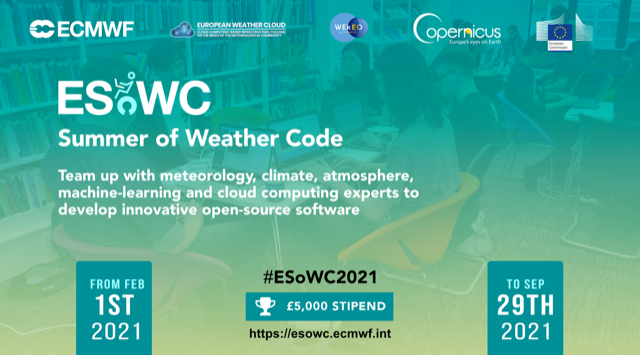 ECMWF
EUROPEAN WEATHER CLOUD
WEkEO
Copernicus
Europe's eyes on Earth
European
Commission
ESoWC
Summer of Weather Code
Team up with meteorology, climate, atmosphere,
machine-learning and cloud computing experts to
develop innovative open-source software
#ESoWC2021
FROM FEB
1ST
2021
£5,000 STIPEND
TO SEP
29TH
2021
https://esowc.ecmwf.int